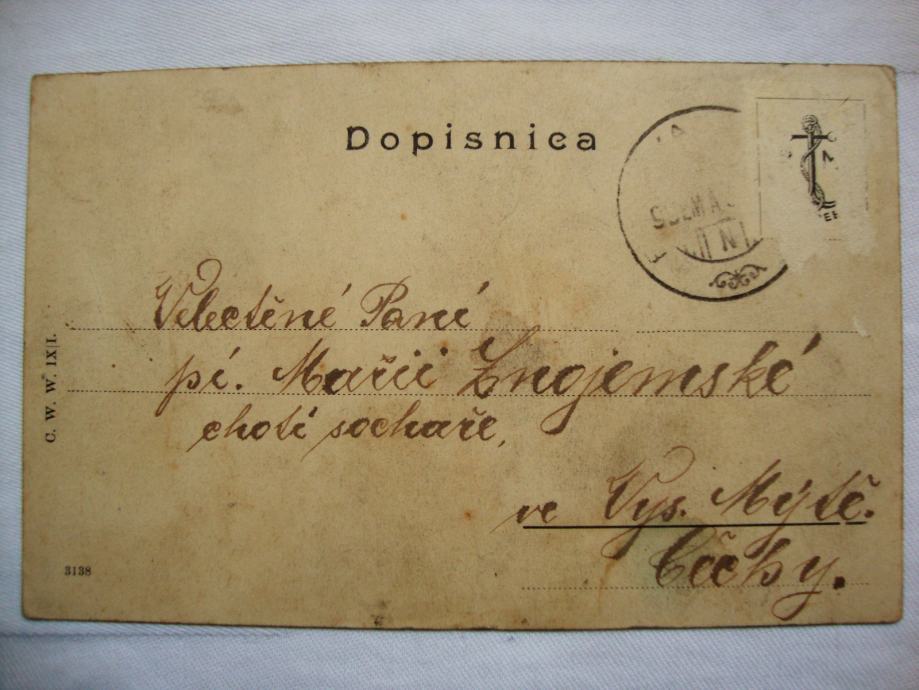 Dopisnica
Velectěné Paní
pí. Mařii Znojemské
choti sochaře,
ve Vys. Mýtě.
Čechy.
C. W. W. IX|I.
3138